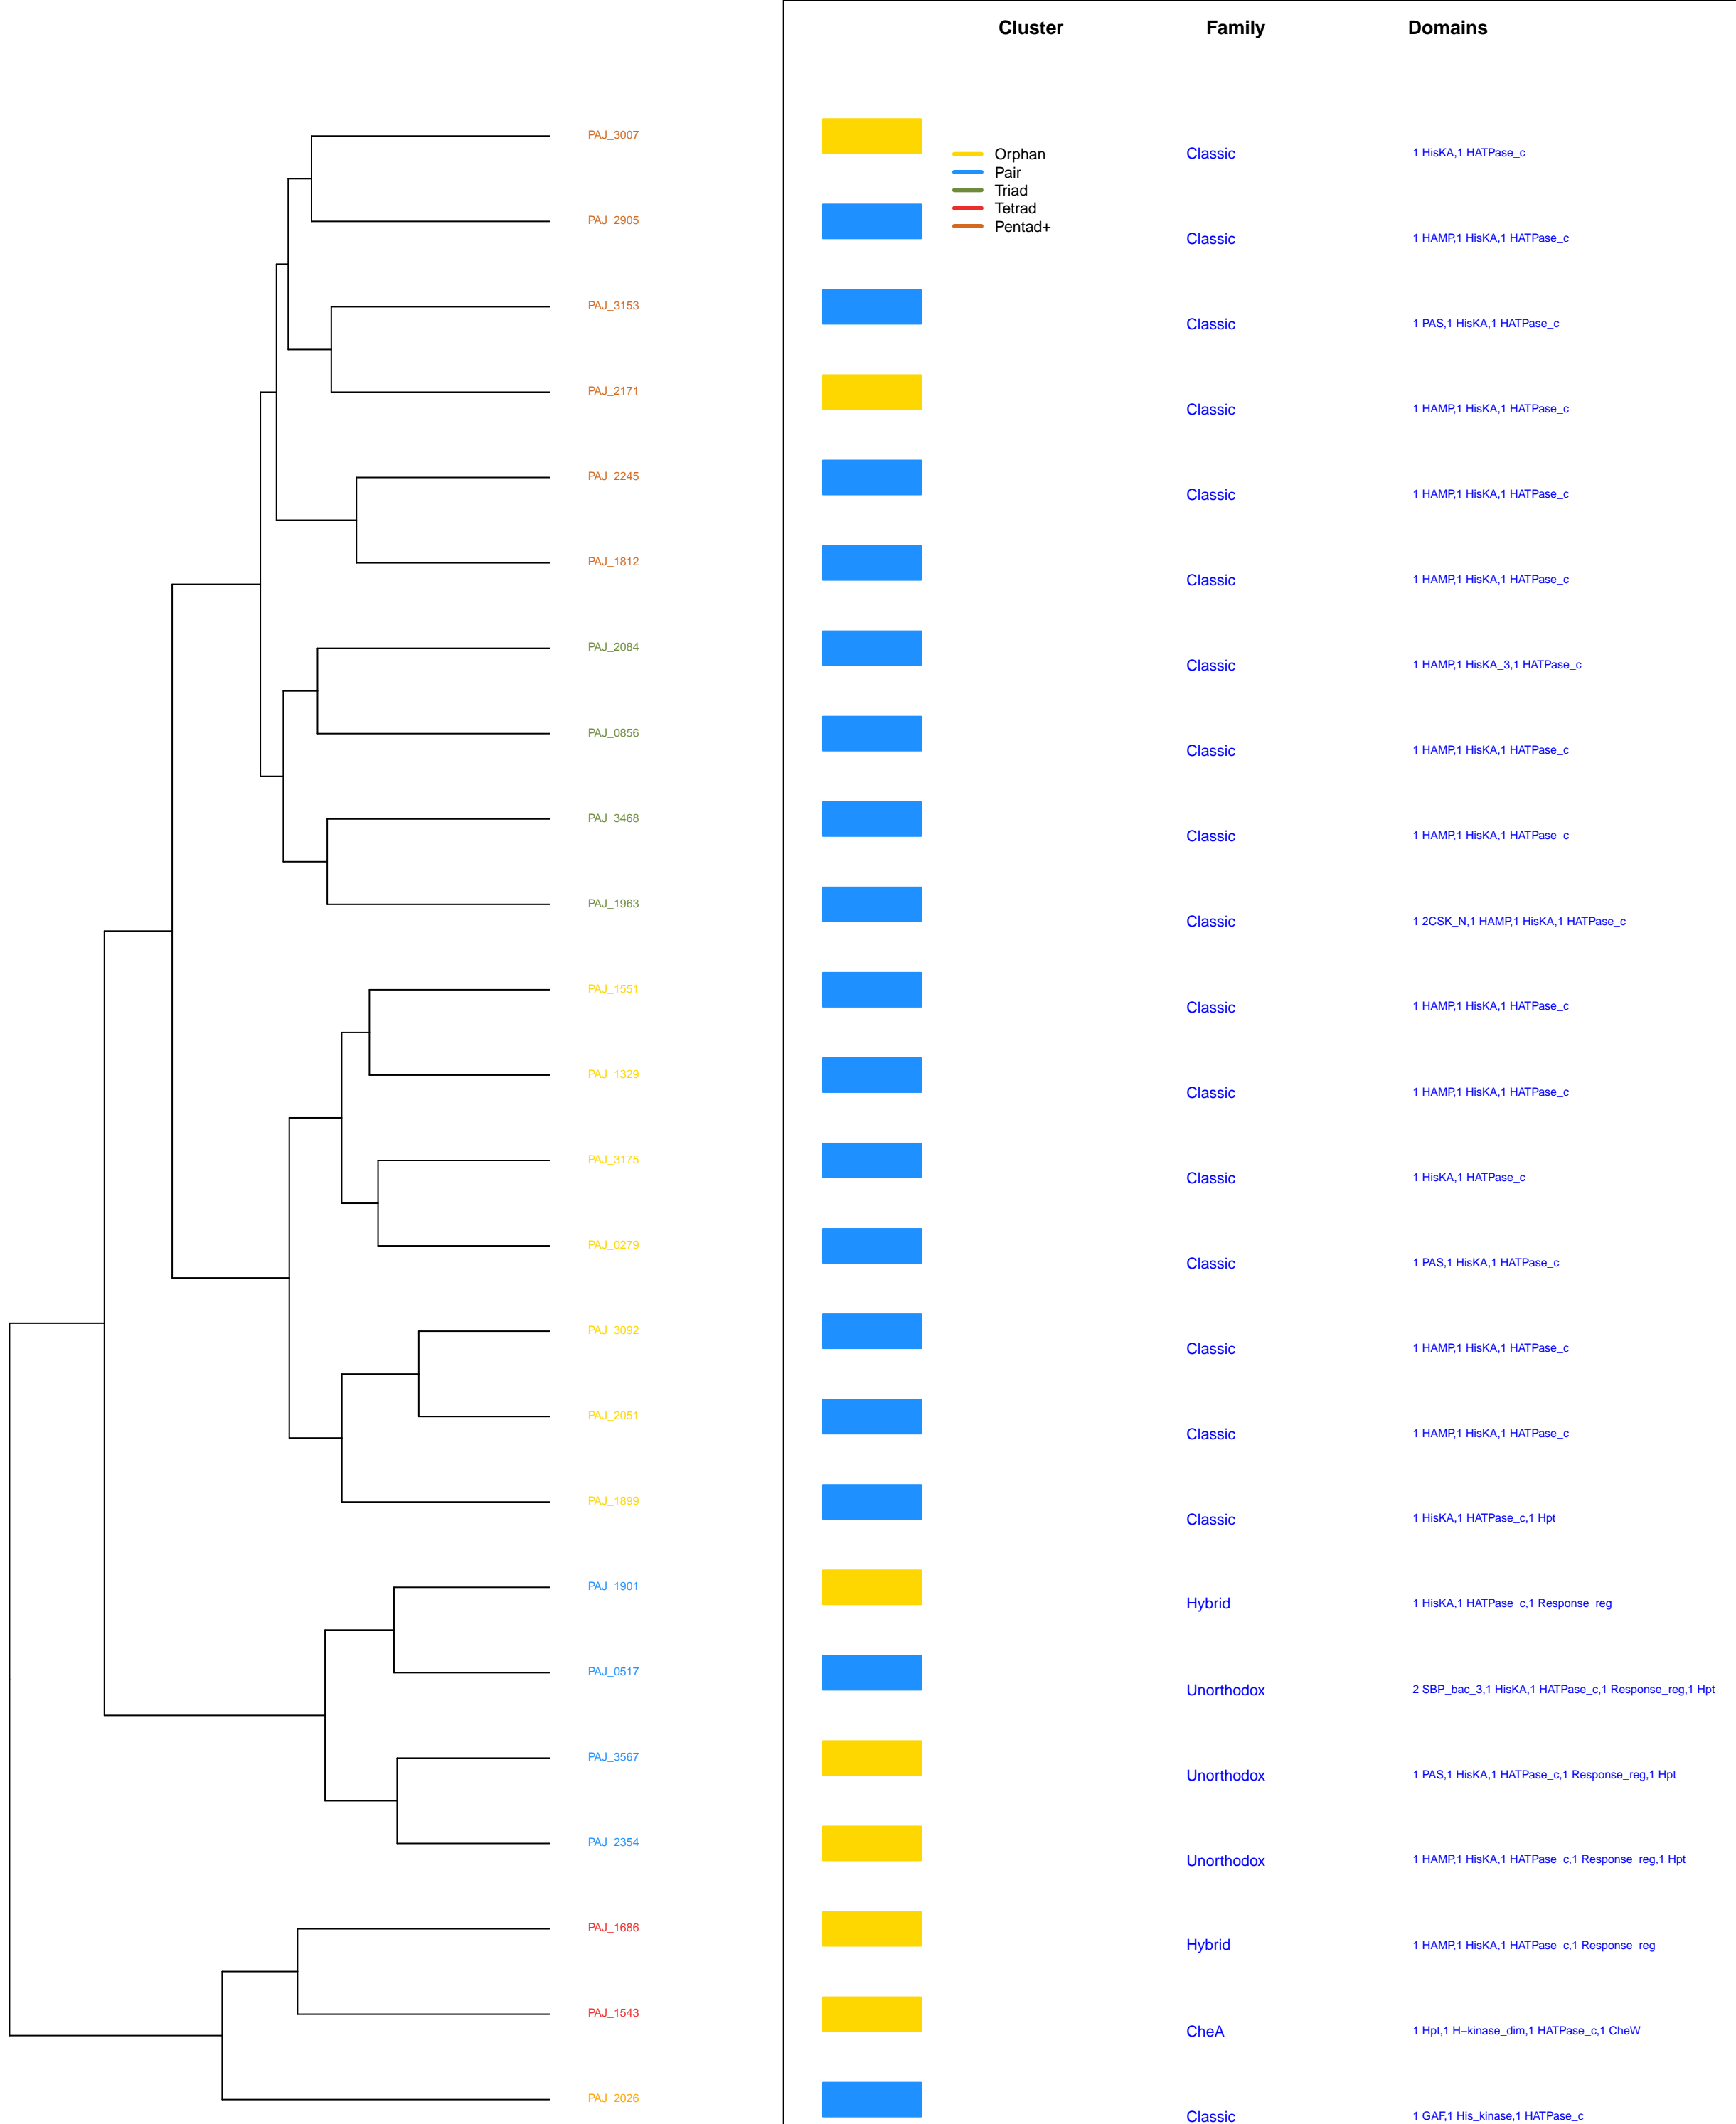 Cluster Family Domains
PAJ_3007
Orphan
Classic 1 HisKA,1 HATPase_c
Pair
Triad
Tetrad
PAJ_2905
Pentad+
Classic 1 HAMP,1 HisKA,1 HATPase_c
PAJ_3153
Classic 1 PAS,1 HisKA,1 HATPase_c
PAJ_2171
Classic 1 HAMP,1 HisKA,1 HATPase_c
PAJ_2245
Classic 1 HAMP,1 HisKA,1 HATPase_c
PAJ_1812
Classic 1 HAMP,1 HisKA,1 HATPase_c
PAJ_2084
Classic 1 HAMP,1 HisKA_3,1 HATPase_c
PAJ_0856
Classic 1 HAMP,1 HisKA,1 HATPase_c
PAJ_3468
Classic 1 HAMP,1 HisKA,1 HATPase_c
PAJ_1963
Classic 1 2CSK_N,1 HAMP,1 HisKA,1 HATPase_c
PAJ_1551
Classic 1 HAMP,1 HisKA,1 HATPase_c
PAJ_1329
Classic 1 HAMP,1 HisKA,1 HATPase_c
PAJ_3175
Classic 1 HisKA,1 HATPase_c
PAJ_0279
Classic 1 PAS,1 HisKA,1 HATPase_c
PAJ_3092
Classic 1 HAMP,1 HisKA,1 HATPase_c
PAJ_2051
Classic 1 HAMP,1 HisKA,1 HATPase_c
PAJ_1899
Classic 1 HisKA,1 HATPase_c,1 Hpt
PAJ_1901
Hybrid 1 HisKA,1 HATPase_c,1 Response_reg
PAJ_0517
Unorthodox 2 SBP_bac_3,1 HisKA,1 HATPase_c,1 Response_reg,1 Hpt
PAJ_3567
Unorthodox 1 PAS,1 HisKA,1 HATPase_c,1 Response_reg,1 Hpt
PAJ_2354
Unorthodox 1 HAMP,1 HisKA,1 HATPase_c,1 Response_reg,1 Hpt
PAJ_1686
Hybrid 1 HAMP,1 HisKA,1 HATPase_c,1 Response_reg
PAJ_1543
CheA 1 Hpt,1 H−kinase_dim,1 HATPase_c,1 CheW
PAJ_2026
Classic 1 GAF,1 His_kinase,1 HATPase_c